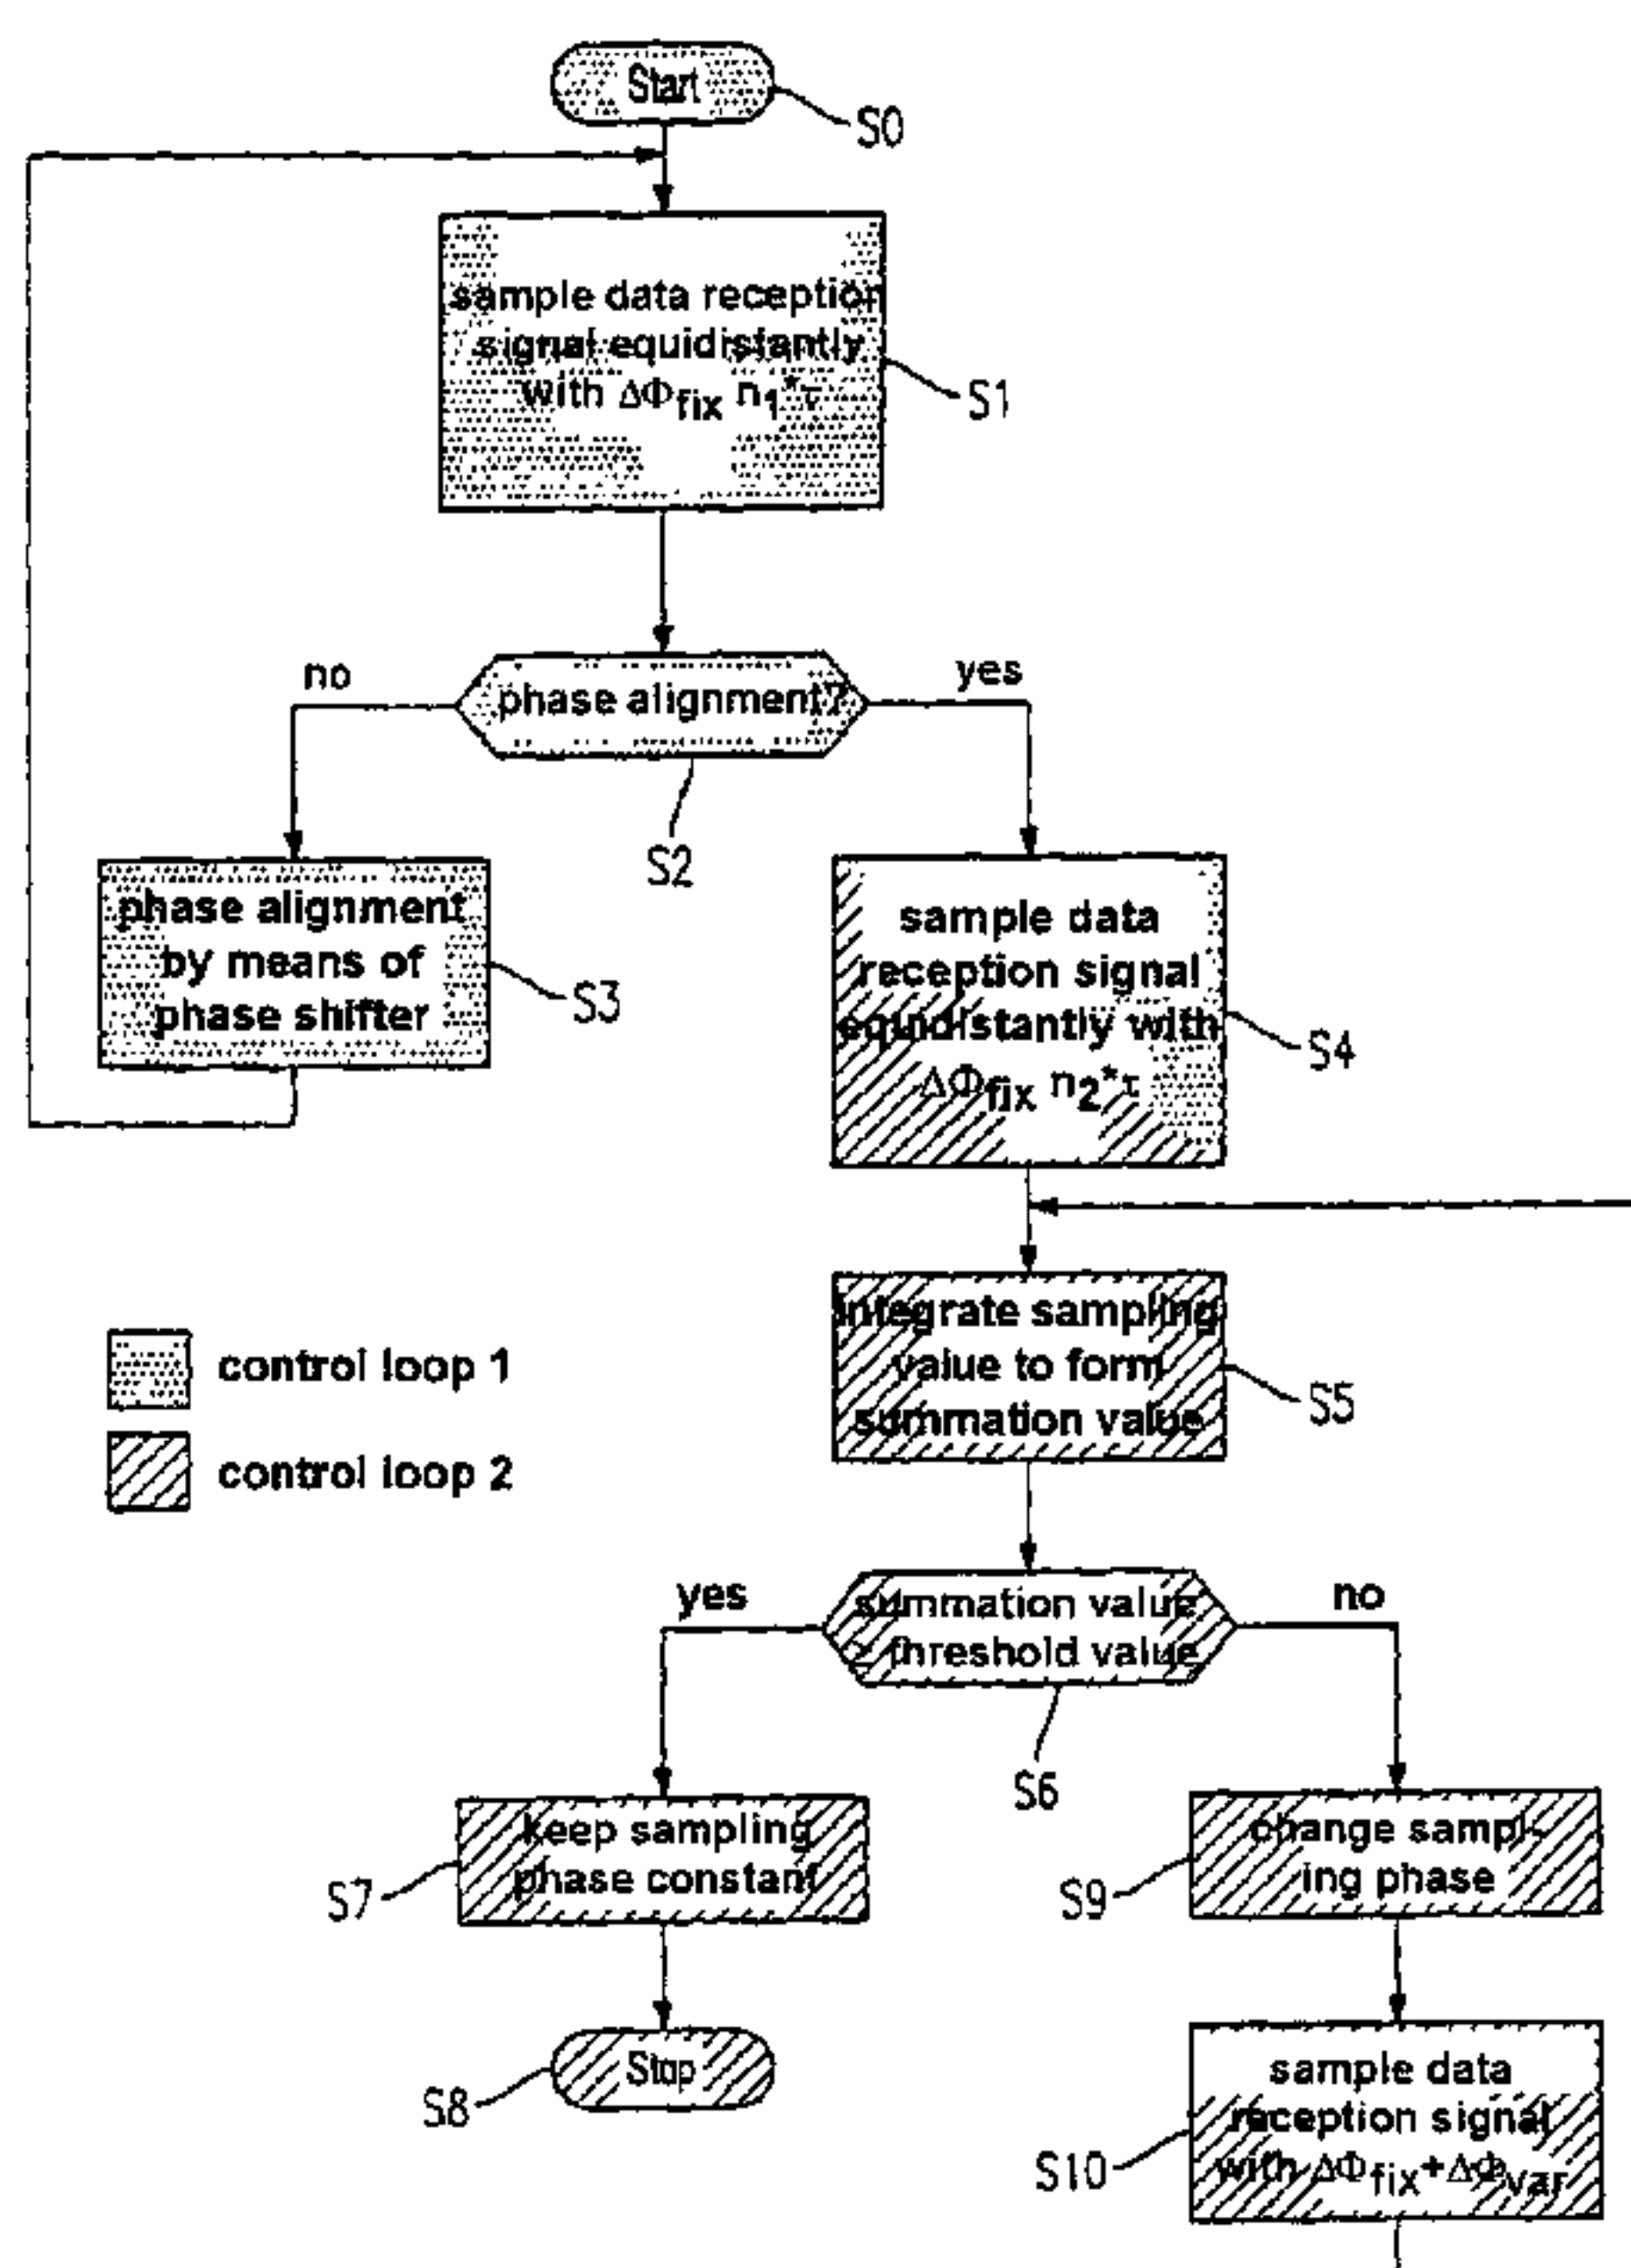 Start
S0
sample data reception
signal equidistantly
with ΔΦfix n1*τ
S1
no
phase alignment?
yes
S2
phase alignment
by means of
phase shifter
S3
sample data
reception signal
equidistantly with
ΔΦfix n2*τ
S4
integrate sampling
value to form
summation value
S5
control loop 1
control loop 2
yes
summation value
threshold value
no
S6
keep sampling
phase constant
S7
change sampl-
ing phase
S9
Stop
S8
sample data
reception signal
with ΔΦfix+ΔΦvar
S10